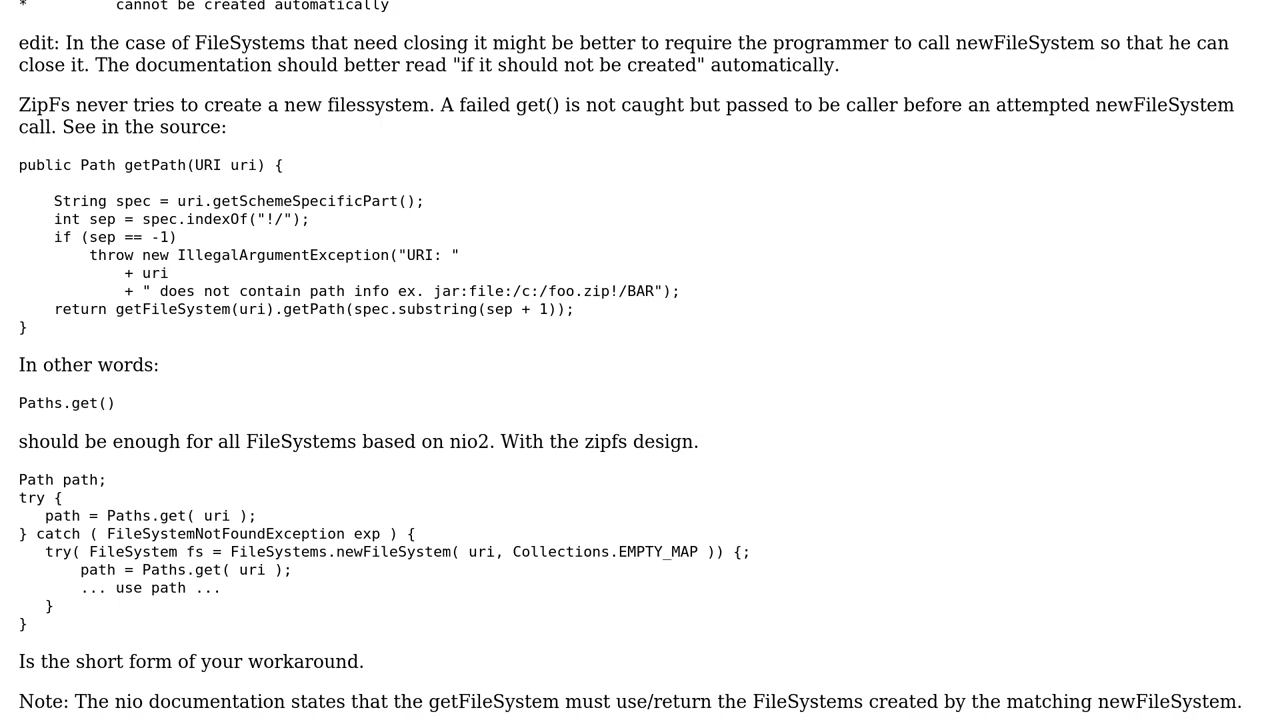 *          cannot be created automatically
edit: In the case of FileSystems that need closing it might be better to require the programmer to call newFileSystem so that he can
close it. The documentation should better read "if it should not be created" automatically.
ZipFs never tries to create a new filessystem. A failed get() is not caught but passed to be caller before an attempted newFileSystem
call. See in the source:
public Path getPath(URI uri) {
    String spec = uri.getSchemeSpecificPart();
    int sep = spec.indexOf("!/");
    if (sep == -1)
        throw new IllegalArgumentException("URI: "
            + uri
            + " does not contain path info ex. jar:file:/c:/foo.zip!/BAR");
    return getFileSystem(uri).getPath(spec.substring(sep + 1));
}
In other words:
Paths.get()
should be enough for all FileSystems based on nio2. With the zipfs design.
Path path;
try {
   path = Paths.get( uri );
} catch ( FileSystemNotFoundException exp ) {
   try( FileSystem fs = FileSystems.newFileSystem( uri, Collections.EMPTY_MAP )) {;
       path = Paths.get( uri );
       ... use path ...
   }
}
Is the short form of your workaround.
Note: The nio documentation states that the getFileSystem must use/return the FileSystems created by the matching newFileSystem.